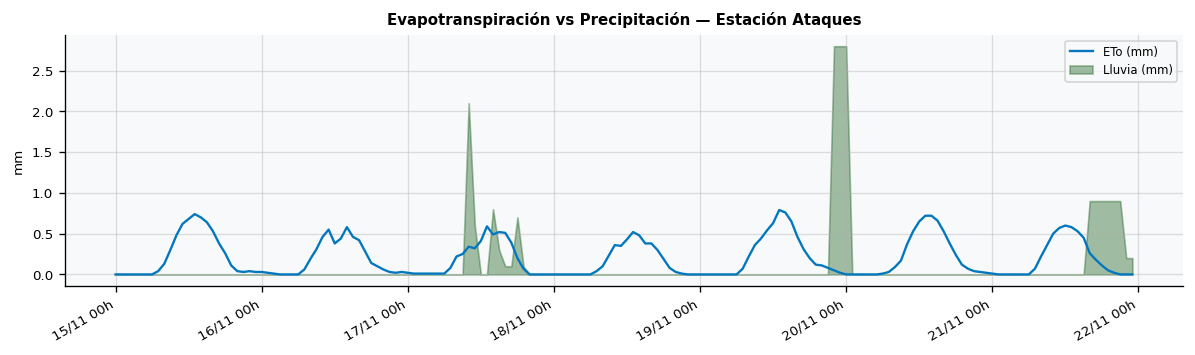 Evapotranspiración vs Precipitación — Estación Ataques
ETo (mm)
Lluvia (mm)
mm
2.5
2.0
1.5
1.0
0.5
0.0
15/11 00h
16/11 00h
17/11 00h
18/11 00h
19/11 00h
20/11 00h
21/11 00h
22/11 00h